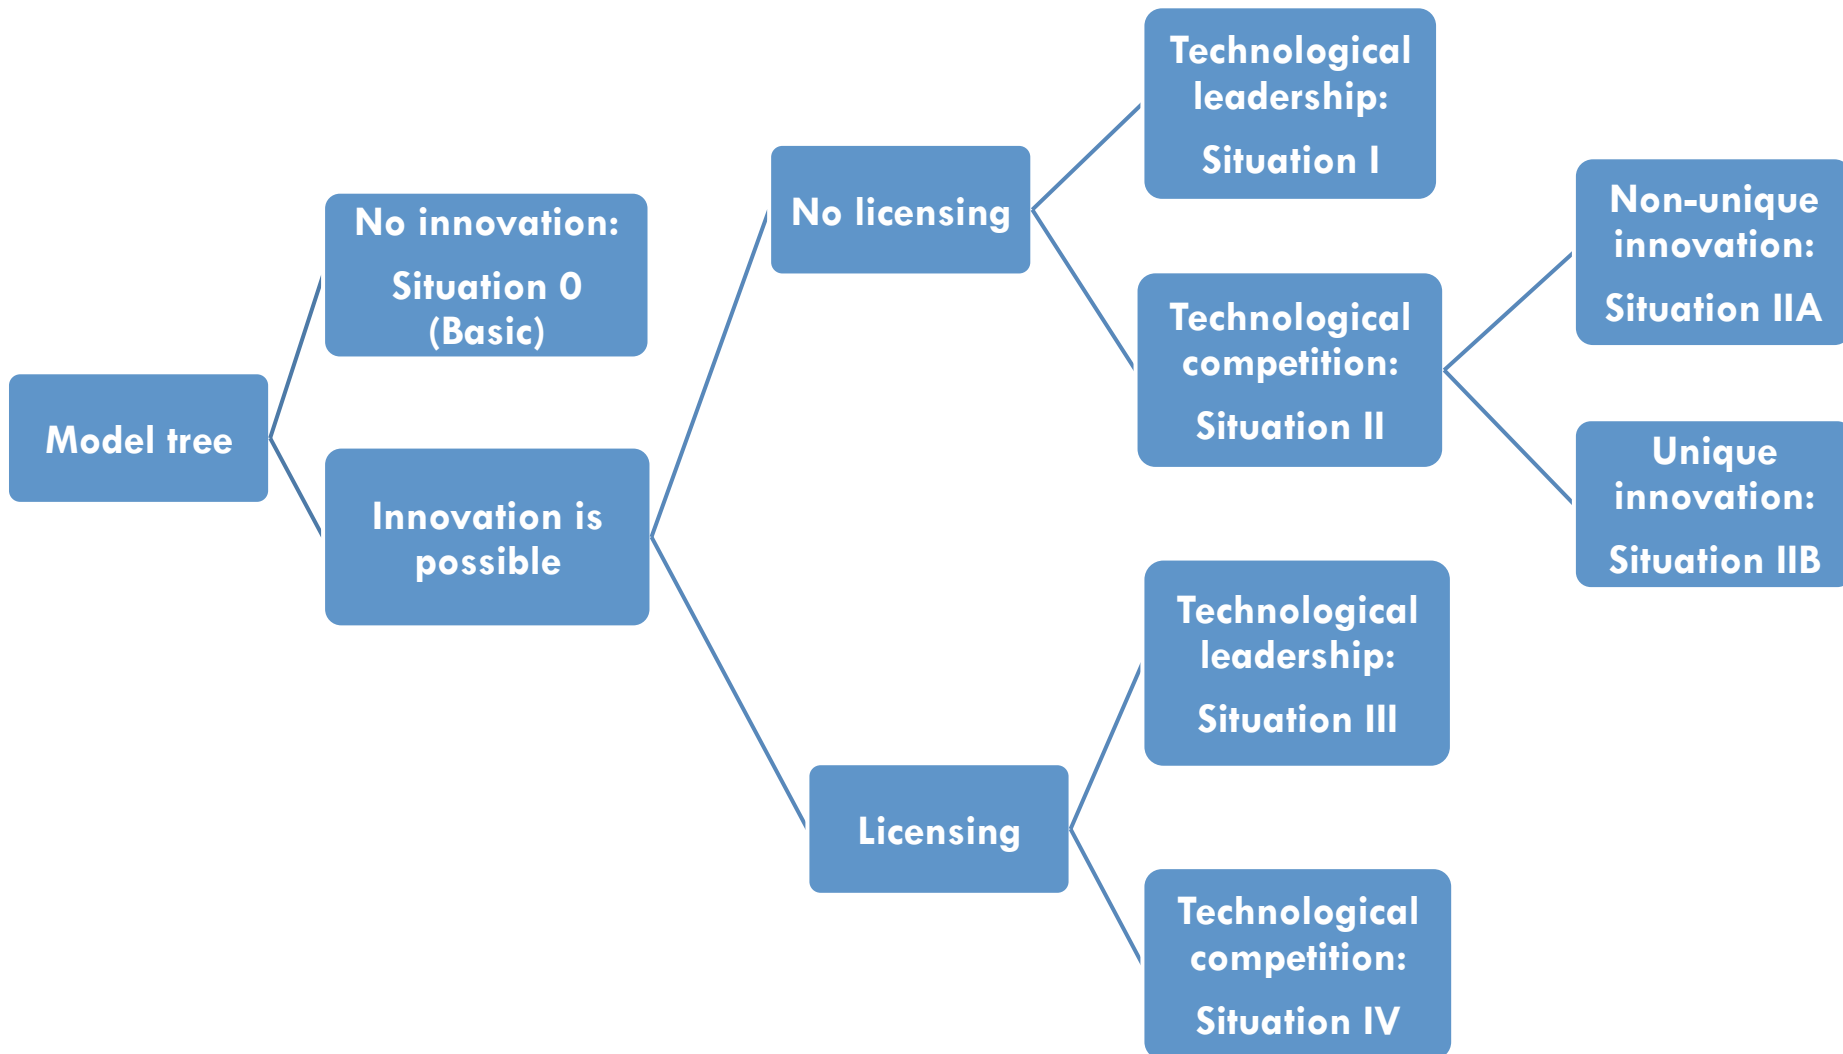 Model tree
No innovation:
Situation 0
(Basic)
Innovation is
possible
No licensing
Licensing
Technological
leadership:
Situation I
Technological
competition:
Situation II
Technological
leadership:
Situation III
Technological
competition:
Situation IV
Non-unique
innovation:
Situation IIA
Unique
innovation:
Situation IIB